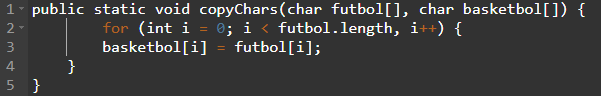 1 public static void copyChars(char futbol[], char basketbol[]) {
2 for (int i = 0; i < futbol.length, i++) {
3 basketbol[i] = futbol[i];
4 }
5 }